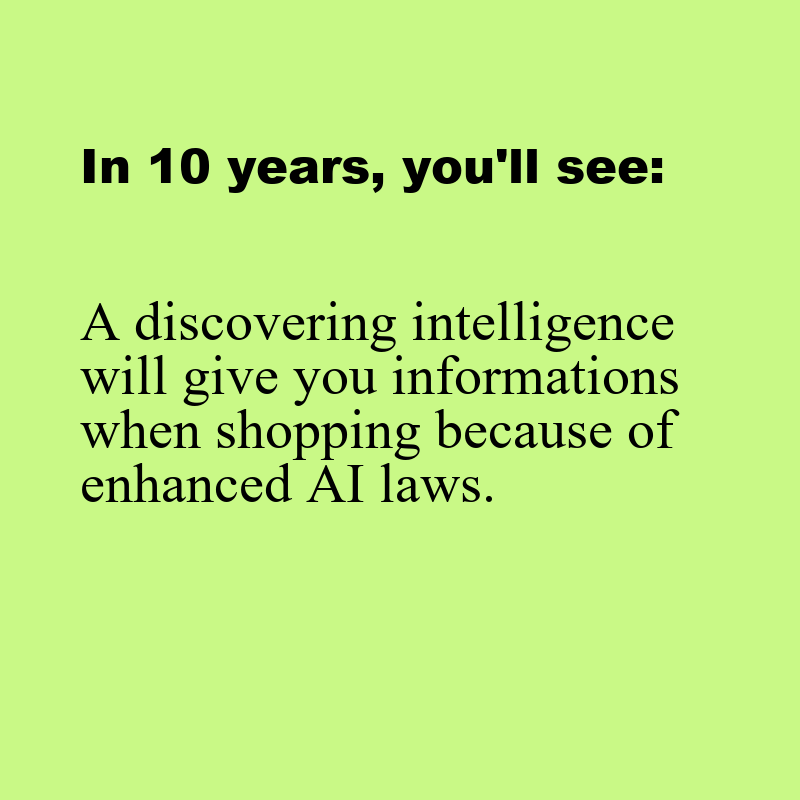 In 10 years, you'll see:
A discovering intelligence
will give you informations
when shopping because of
enhanced AI laws.